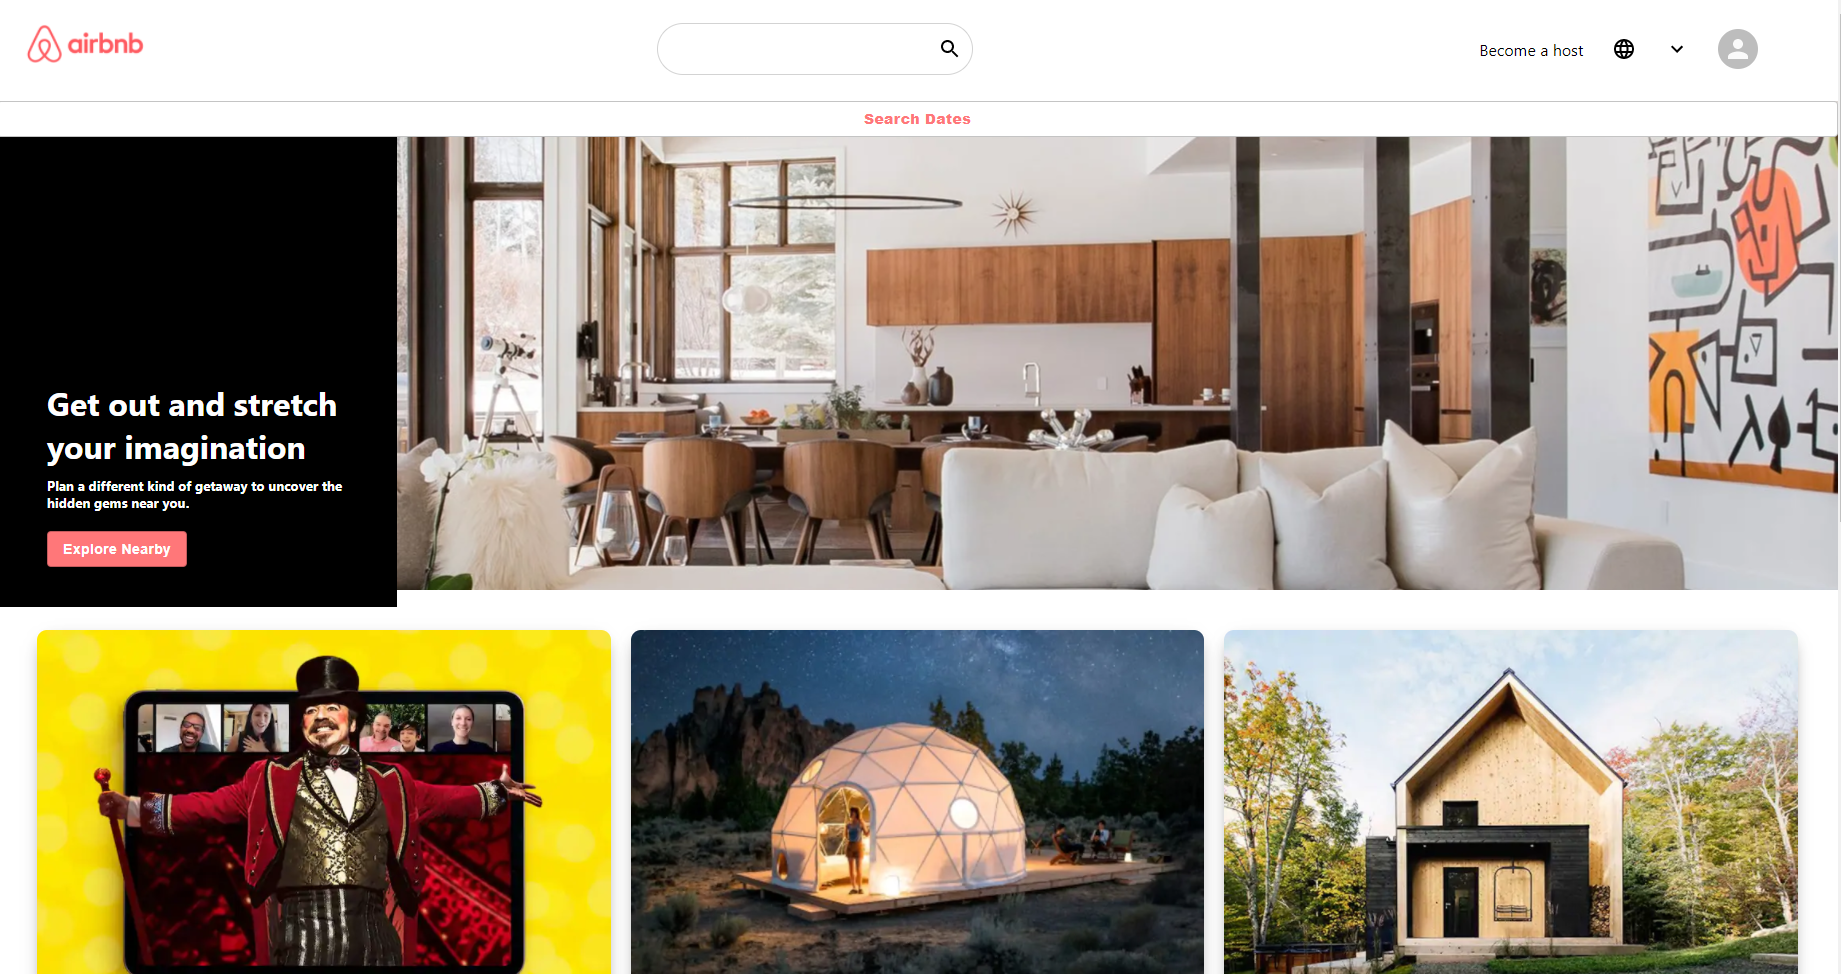 airbnb
Become a host
Search Dates
Get out and stretch
your imagination
Plan a different kind of getaway to uncover the
hidden gems near you.
Explore Nearby